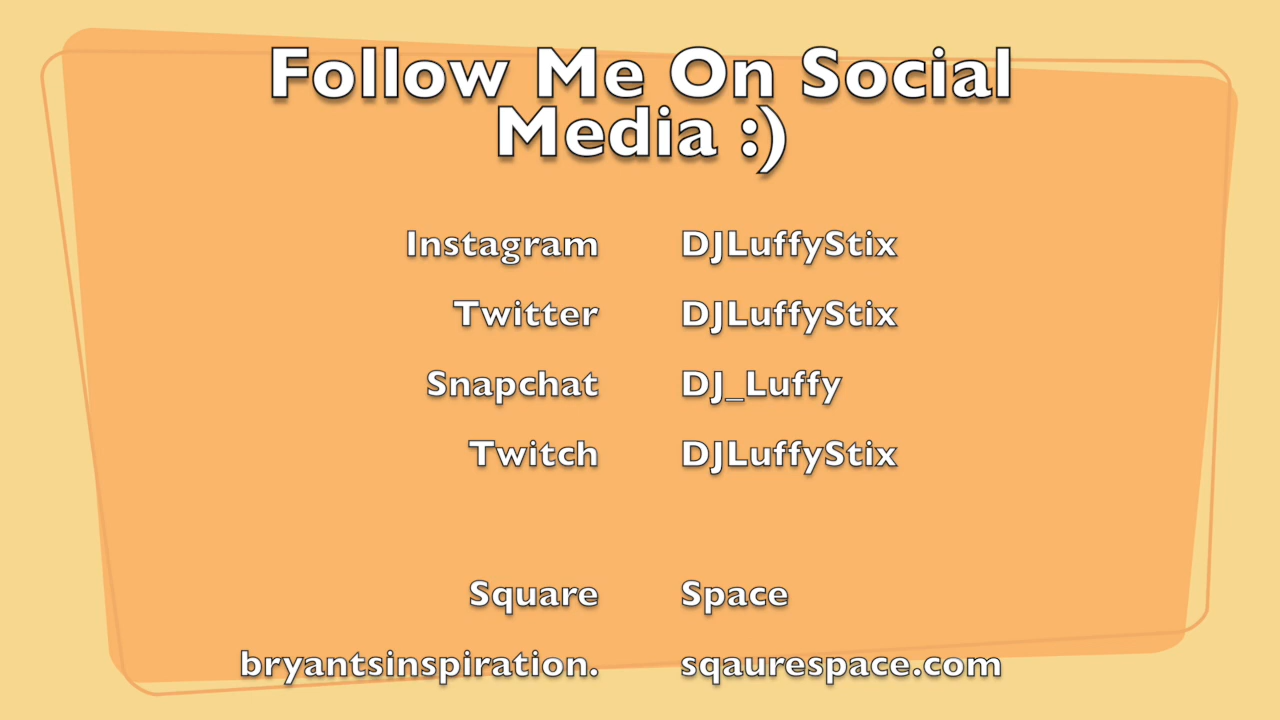 Follow Me On Social
Media :)
Instagram DJLuffyStix
Twitter DJLuffyStix
Snapchat DJ_Luffy
Twitch DJLuffyStix
Square Space
bryantsinspiration. sqaurespace.com